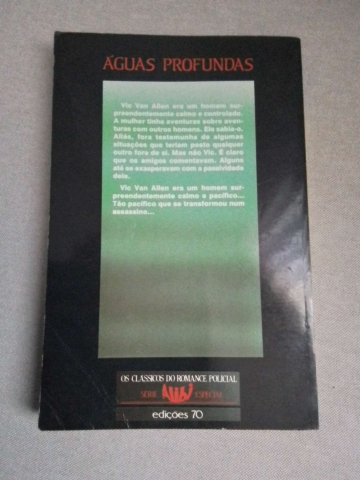 ÁGUAS PROFUNDAS
Vic Van Allen era um homem sur-
preendentemente calmo e controlado.
A mulher tinha aventuras sobre aven-
turas com outros homens. Ele sabia-o.
Aliás, fora testemunha de algumas
situações que teriam posto qualquer
outro fora de si. Mas não Vic. É claro
que os amigos comentavam. Alguns
até se exasperavam com a passividade
dele.
Vic Van Allen era um homem sur-
preendentemente calmo e pacífico...
Tão pacífico que se transformou num
assassino...
OS CLÁSSICOS DO ROMANCE POLICIAL
SÉRIE ESPECIAL
edições 70